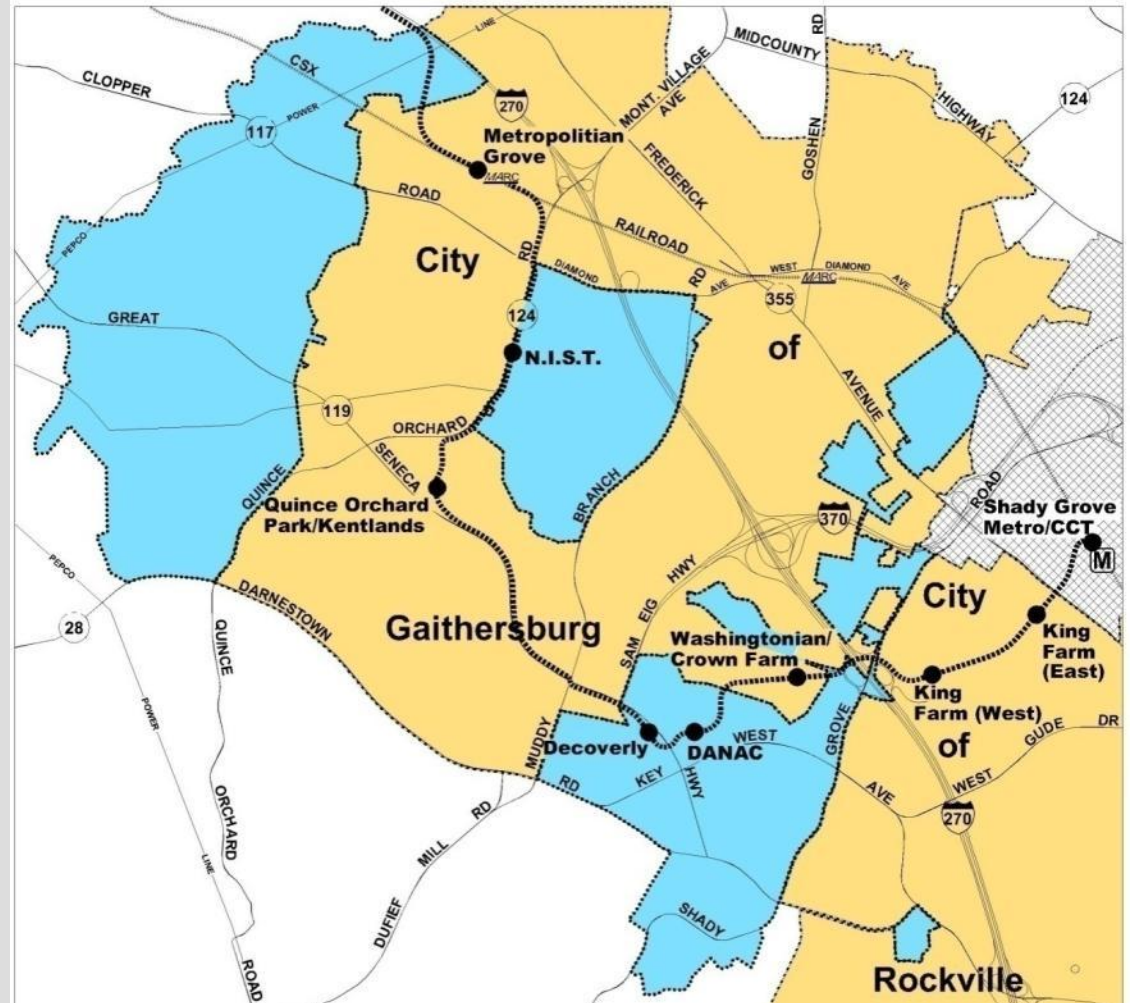 RD
MIDCOUNTY
HIGHWAY
124
LINE
CSX
CLOPPER
POWER
117
270
MONT. VILLAGE
AVE
Metropolitian
Grove
MARC
FREDERICK
GOSHEN
ROAD
RAILROAD
PEPCO
City
RD
DIAMOND
RD
AVE
WEST
DIAMOND
AVE
MARC
355
of
124
GREAT
N.I.S.T.
AVENUE
119
ORCHARD
SENECA
QUINCE
Quince Orchard
Park/Kentlands
BRANCH
370
ROAD
Shady Grove
Metro/CCT
M
PEPCO
HWY
EIG
SAM
City
DARNESTOWN
28
QUINCE
Gaithersburg
Washingtonian/
Crown Farm
King
Farm
(East)
King
Farm (West)
of
POWER
MUDDY
Decoverly
DANAC
WEST
GROVE
GUDE
DR
RD
KEY
HWY
AVE
WEST
270
ORCHARD
RD
MILL
LINE
DUFIEF
SHADY
ROAD
Rockville